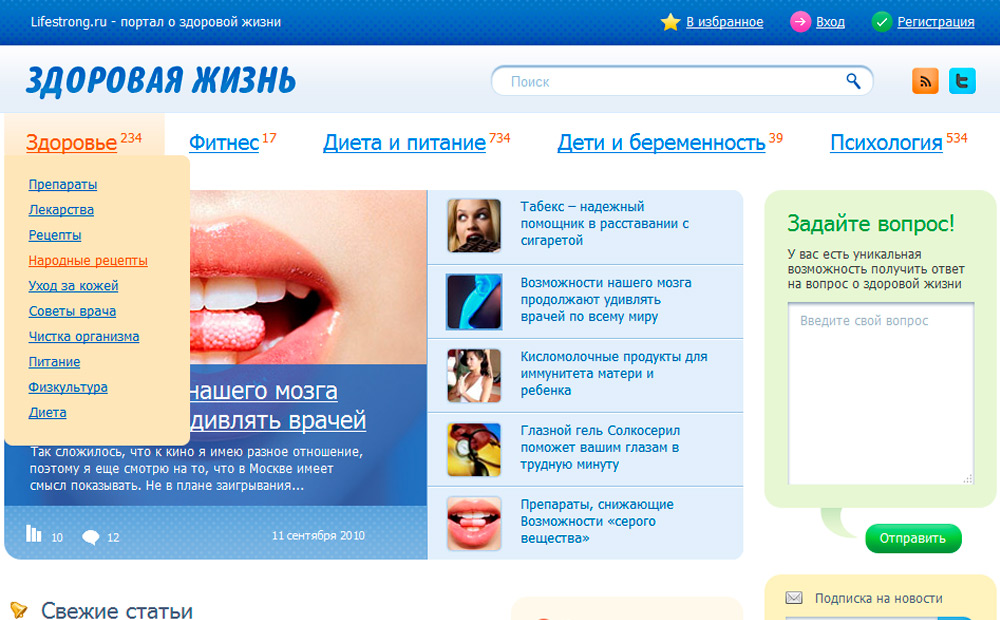 Lifestrong.ru - портал о здоровой жизни
В избранное
Вход
Регистрация
ЗДОРОВАЯ ЖИЗНЬ
Поиск
Здоровье 234
Фитнес 17
Диета и питание 734
Дети и беременность 39
Психология 534
Препараты
Лекарства
Рецепты
Народные рецепты
Уход за кожей
Советы врача
Чистка организма
Питание
Физкультура
Диета
нашего мозга
дивлять врачей
Так сложилось, что к кино я имею разное отношение,
поэтому я еще смотрю на то, что в Москве имеет
смысл показывать. Не в плане заигрывания...
10
12
11 сентября 2010
Табекс – надежный
помощник в расставании с
сигаретой
Возможности нашего мозга
продолжают удивлять
врачей по всему миру
Кисломолочные продукты для
иммунитета матери и
ребенка
Глазной гель Солкосерил
поможет вашим глазам в
трудную минуту
Препараты, снижающие
Возможности «серого
вещества»
Задайте вопрос!
У вас есть уникальная
возможность получить ответ
на вопрос о здоровой жизни
Введите свой вопрос
Отправить
Свежие статьи
Подписка на новости